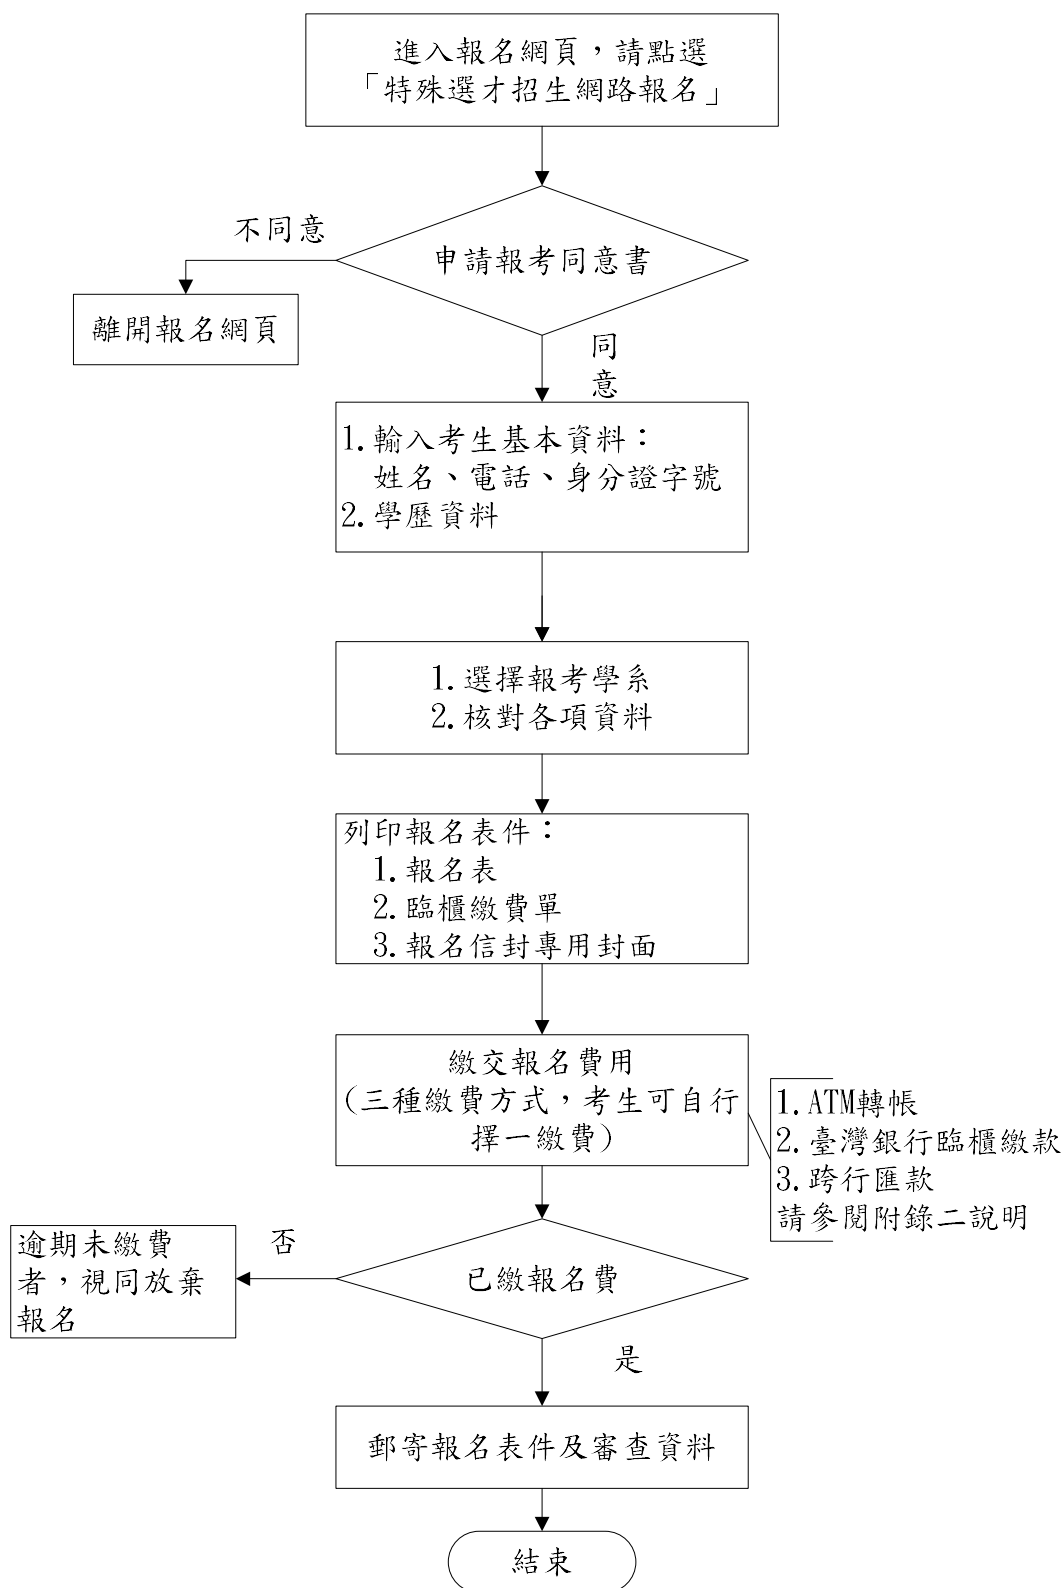 進入報名網頁，請點選
「特殊選才招生網路報名」
不同意
申請報考同意書
離開報名網頁
同
意
1.輸入考生基本資料：
姓名、電話、身分證字號
2.學歷資料
1.選擇報考學系
2.核對各項資料
列印報名表件：
1.報名表
2.臨櫃繳費單
3.報名信封專用封面
繳交報名費用
(三種繳費方式，考生可自行
擇一繳費)
1.ATM轉帳
2.臺灣銀行臨櫃繳款
3.跨行匯款
請參閱附錄二說明
逾期未繳費
者，視同放棄
報名
否
已繳報名費
是
郵寄報名表件及審查資料
結束